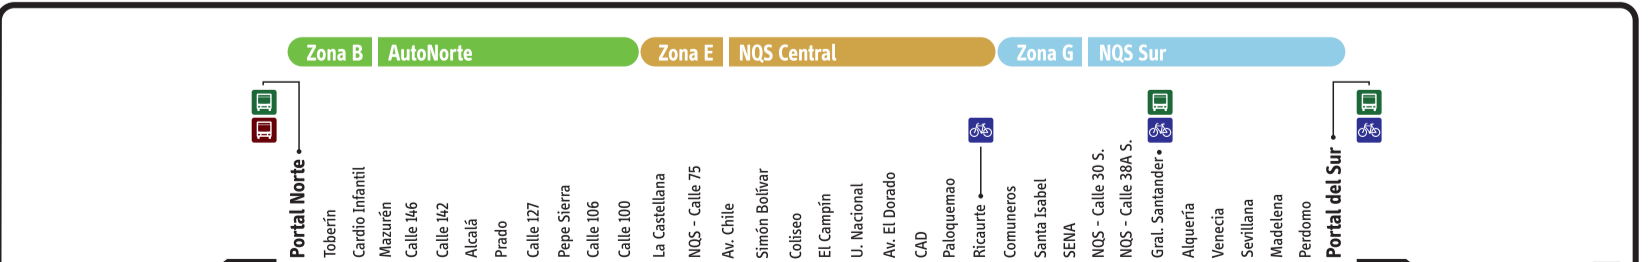 Zona B AutoNorte
Zona E NQS Central
Zona G NQS Sur
Portal Norte
Toberín
Cardio Infantil
Mazurén
Calle 146
Calle 142
Alcalá
Prado
Calle 127
Pepe Sierra
Calle 106
Calle 100
La Castellana
NQS - Calle 75
Av. Chile
Simón Bolívar
Coliseo
El Campín
U. Nacional
Av. El Dorado
CAD
Paloquemao
Ricaurte
Comuneros
Santa Isabel
SENA
NQS - Calle 30 S.
NQS - Calle 38A S.
Gral. Santander
Alquería
Venecia
Sevillana
Madelena
Perdomo
Portal del Sur